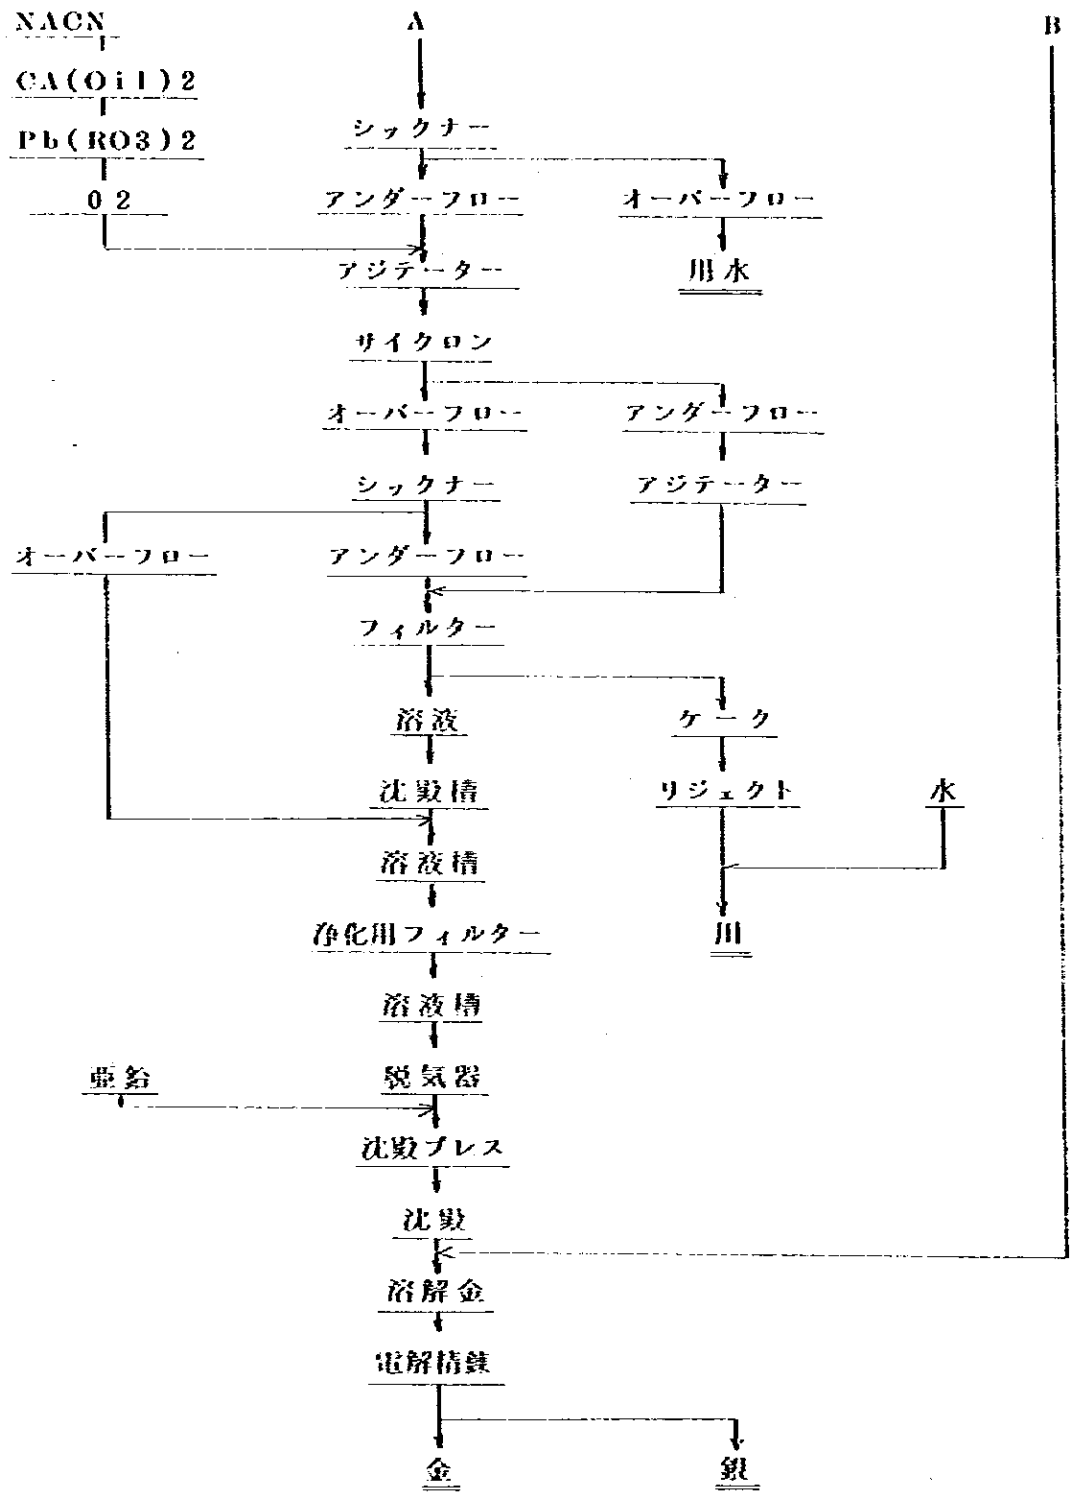 NACN A B
CA(Oil)2
Pb(RO3)2
シックナー
O2 アンダーフロー オーバーフロー
アジテーター 用水
サイクロン
オーバーフロー アンダーフロー
シックナー アジテーター
オーバーフロー アンダーフロー
フィルター
溶液 ケーク
沈殿槽 リジェクト 水
溶液槽
浄化用フィルター 川
溶液槽
亜鉛 脱気器
沈殿プレス
沈殿
溶解金
電解精錬
金 銀